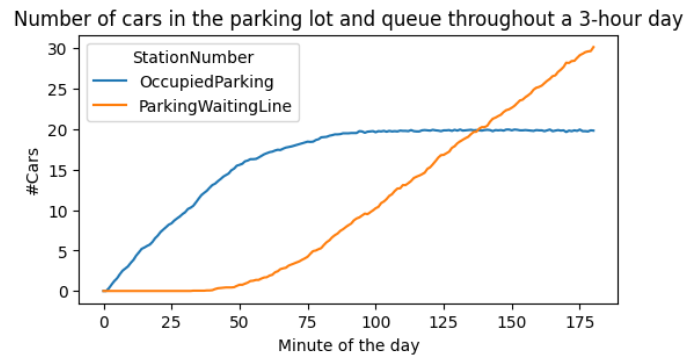 Number of cars in the parking lot and queue throughout a 3-hour day
StationNumber
OccupiedParking
ParkingWaitingLine
#Cars
30
25
20
15
10
5
0
0 25 50 75 100 125 150 175
Minute of the day